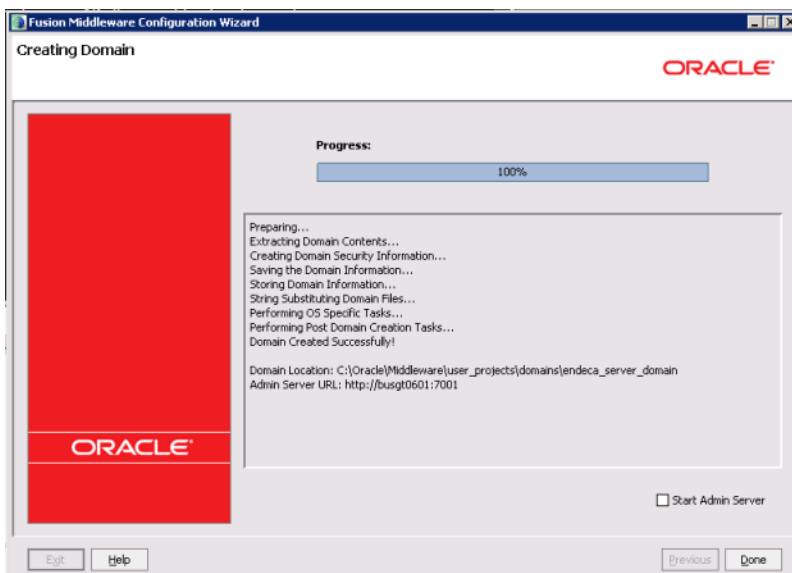 Fusion Middleware Configuration Wizard
Creating Domain
ORACLE
Progress:
100%
Preparing...
Extracting Domain Contents...
Creating Domain Security Information...
Saving the Domain Information...
Storing Domain Information...
String Substituting Domain Files...
Performing OS Specific Tasks...
Performing Post Domain Creation Tasks...
Domain Created Successfully!
Domain Location: C:\Oracle\Middleware\user_projects\domains\endeca_server_domain
Admin Server URL: http://busgt0601:7001
ORACLE
Start Admin Server
Exit Help Previous Done